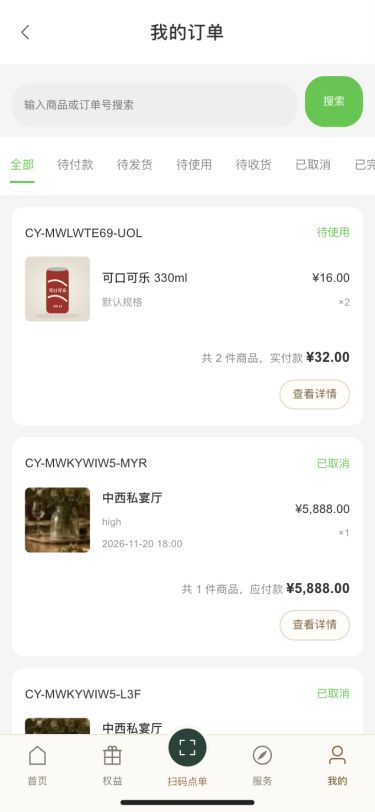 我的订单
输入商品或订单号搜索
搜索
全部 待付款 待发货 待使用 待收货 已取消 已完
CY-MWLWTE69-UOL 待使用
可口可乐
可口可乐 330ml ¥16.00
默认规格 ×2
共 2 件商品，实付款 ¥32.00
查看详情
CY-MWKYWIW5-MYR 已取消
中西私宴厅
¥5,888.00
high
×1
2026-11-20 18:00
共 1 件商品，应付款 ¥5,888.00
查看详情
CY-MWKYWIW5-L3F 已取消
中西私宴厅
首页 权益 扫码点单 服务 我的